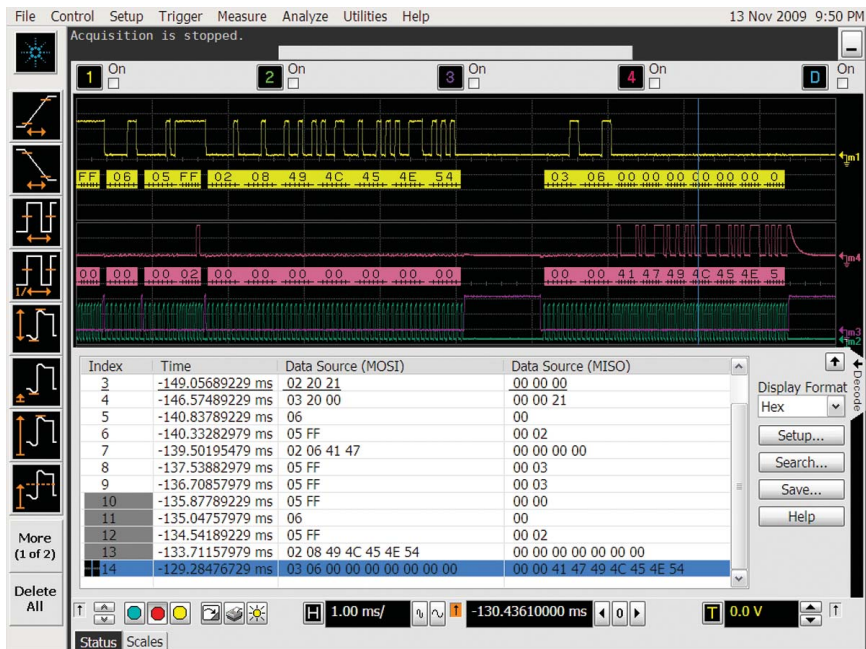 File Control Setup Trigger Measure Analyze Utilities Help 13 Nov 2009 9:50 PM
Acquisition is stopped.
1 On 2 On 3 On 4 On D On
m1
FF 06 05 FF 02 08 49 4C 45 4E 54 03 06 00 00 00 00 00 00 00 0
m4
00 00 00 02 00 00 00 00 00 00 00 00 00 41 47 49 4C 45 4E 5
m3
m2
Index Time Data Source (MOSI) Data Source (MISO)
3 -149.05689229 ms 02 20 21 00 00 00
4 -146.57489229 ms 03 20 00 00 00 21
5 -140.83789229 ms 06 00
6 -140.33282979 ms 05 FF 00 02
7 -139.50195479 ms 02 06 41 47 00 00 00 00
8 -137.53882979 ms 05 FF 00 03
9 -136.70857979 ms 05 FF 00 03
10 -135.87789229 ms 05 FF 00 00
11 -135.04757979 ms 06 00
12 -134.54189229 ms 05 FF 00 02
13 -133.71157979 ms 02 08 49 4C 45 4E 54 00 00 00 00 00 00 00
14 -129.28476729 ms 03 06 00 00 00 00 00 00 00 00 00 41 47 49 4C 45 4E 54
Decode
Display Format
Hex
Setup...
Search...
Save...
Help
1/
More
(1 of 2)
Delete
All
H 1.00 ms/ -130.43610000 ms 0 T 0.0 V
Status Scales